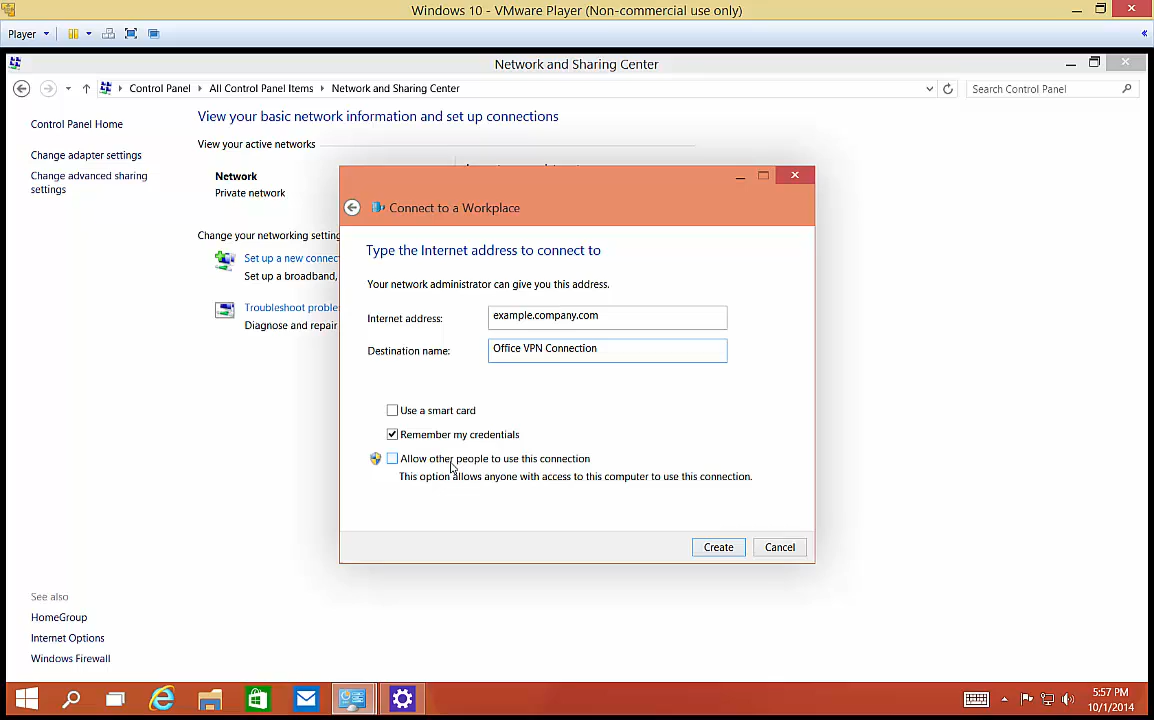 Windows 10 - VMware Player (Non-commercial use only)
Player
Network and Sharing Center
Control Panel
All Control Panel Items
Network and Sharing Center
Search Control Panel
Control Panel Home
Change adapter settings
Change advanced sharing
settings
View your basic network information and set up connections
View your active networks
Network
Private network
Change your networking setting
Set up a new connec
Set up a broadband,
Troubleshoot proble
Diagnose and repair
Connect to a Workplace
Type the Internet address to connect to
Your network administrator can give you this address.
Internet address:
example.company.com
Destination name:
Office VPN Connection
Use a smart card
Remember my credentials
Allow other people to use this connection
This option allows anyone with access to this computer to use this connection.
Create
Cancel
See also
HomeGroup
Internet Options
Windows Firewall
5:57 PM
10/1/2014